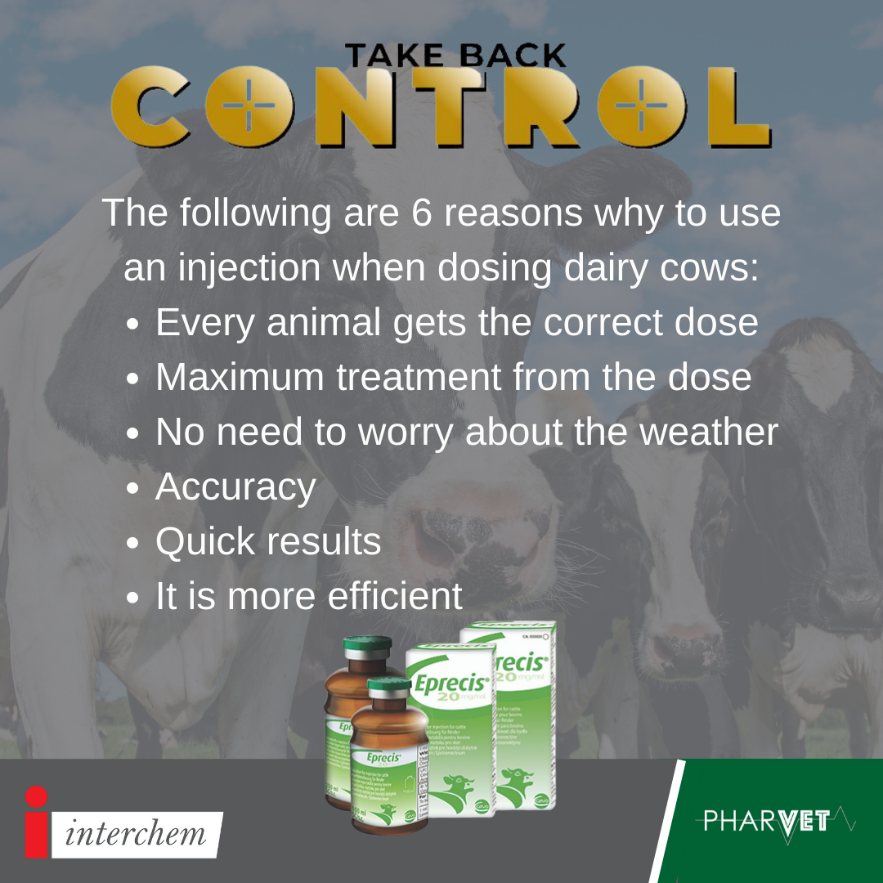 TAKE BACK
CONTROL
The following are 6 reasons why to use
an injection when dosing dairy cows:
• Every animal gets the correct dose
• Maximum treatment from the dose
• No need to worry about the weather
• Accuracy
• Quick results
• It is more efficient
Eprecis®
20 mg/mL
Eprecis
interchem
PHARVET